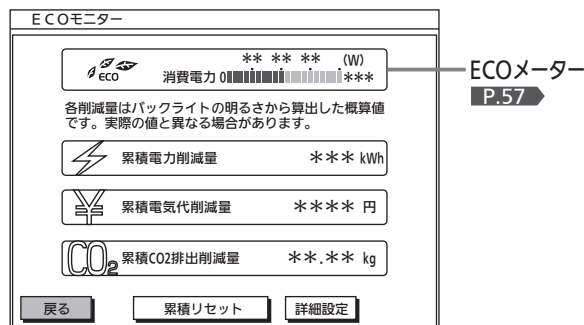 ECOモニター
** ** ** (W)
ECO 消費電力 0 ***
ECOメーター
P.57
各削減量はバックライトの明るさから算出した概算値
です。実際の値と異なる場合があります。
累積電力削減量 *** kWh
¥ 累積電気代削減量 **** 円
CO2 累積CO2排出削減量 **.** kg
戻る 累積リセット 詳細設定